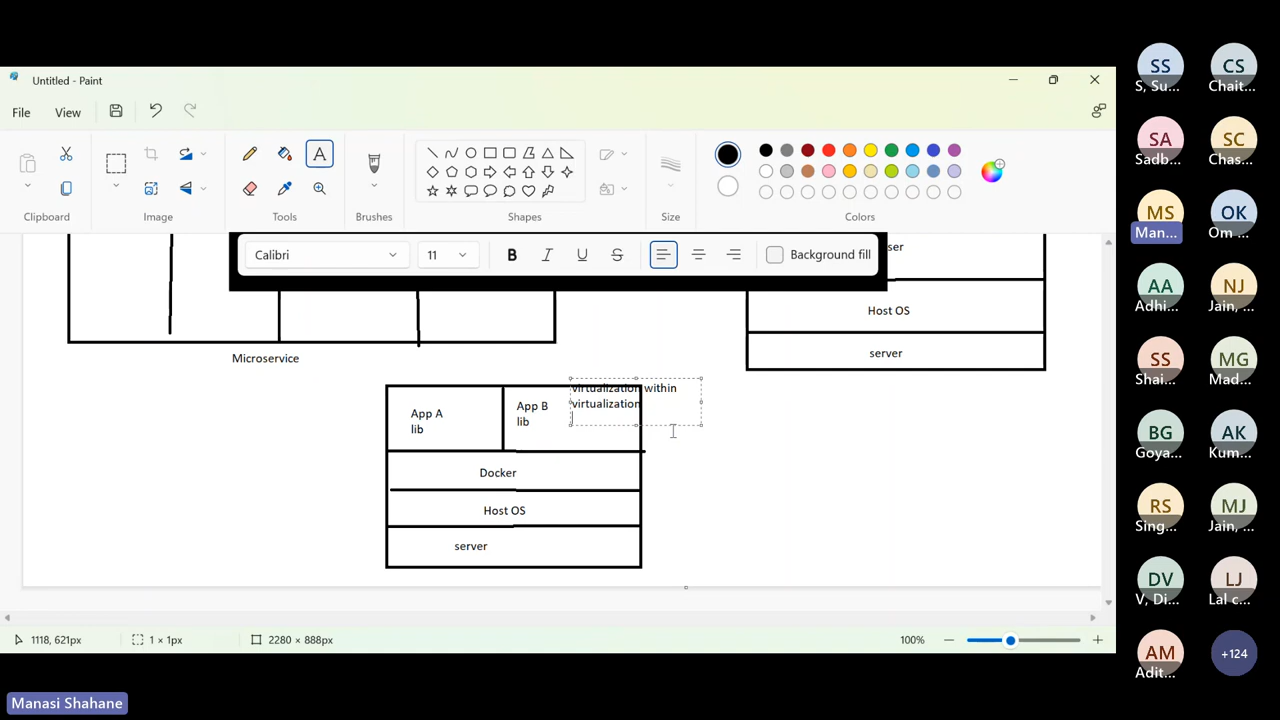 Untitled - Paint
File
View
Clipboard
Image
Tools
Brushes
Shapes
Size
Colors
Calibri
11
B
I
U
S
Background fill
ser
Host OS
server
Microservice
virtualization within
virtualization
App A
lib
App B
lib
Docker
Host OS
server
1118, 621px
1 × 1px
2280 × 888px
100%
SS
S, Su...
CS
Chait...
SA
Sadb...
SC
Chas...
MS
Man...
OK
Om ...
AA
Adhi...
NJ
Jain, ...
SS
Shai...
MG
Mad...
BG
Goya...
AK
Kum...
RS
Sing...
MJ
Jain, ...
DV
V, Di...
LJ
Lal c...
AM
Adit...
+124
Manasi Shahane